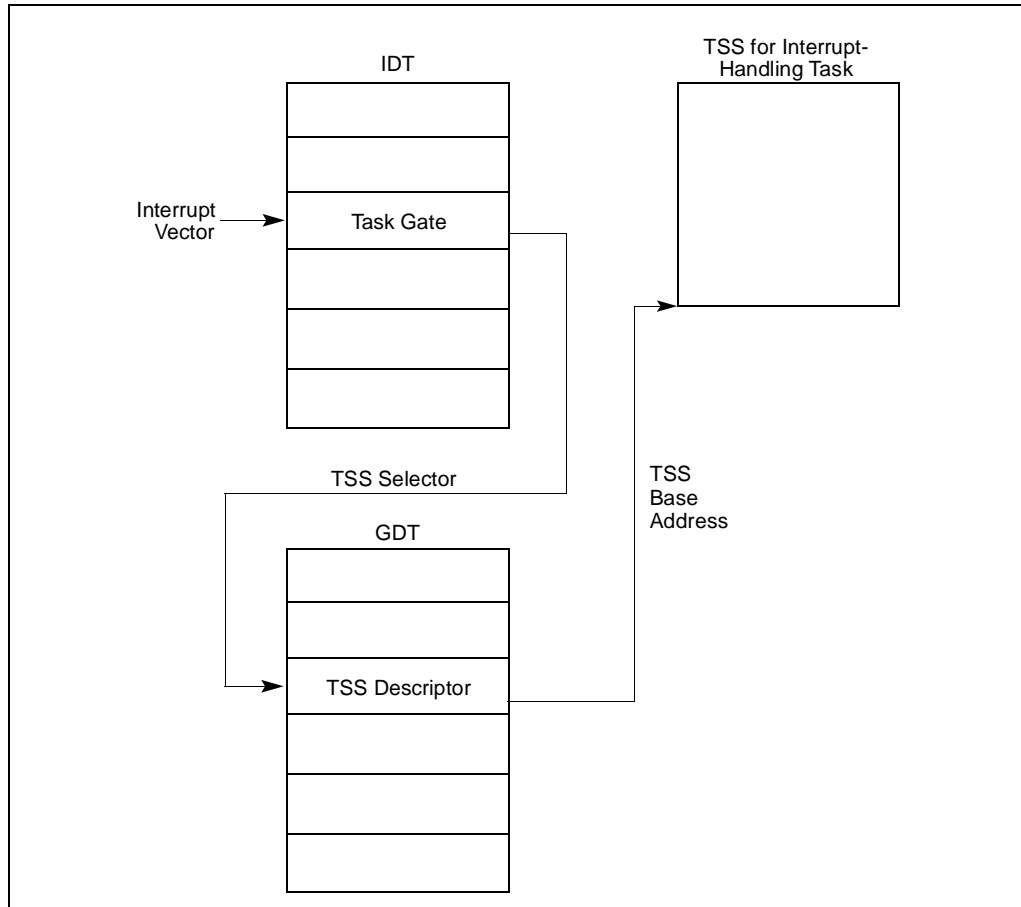 IDT
TSS for Interrupt-
Handling Task
Interrupt
Vector
Task Gate
TSS Selector
TSS
Base
Address
GDT
TSS Descriptor